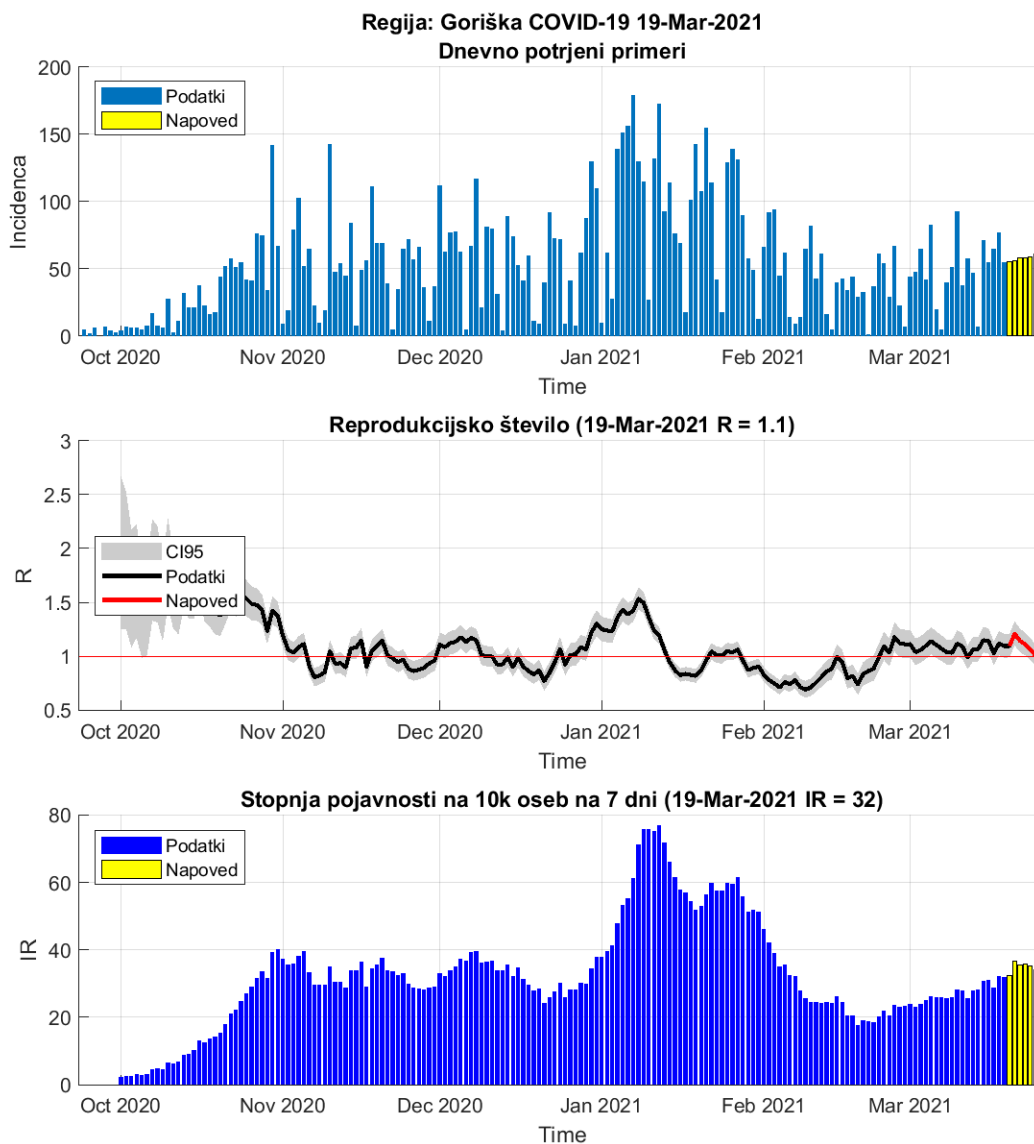 Regija: Goriška COVID-19 19-Mar-2021
Dnevno potrjeni primeri
200
150
100
50
0
Incidenca
Podatki
Napoved
Oct 2020 Nov 2020 Dec 2020 Jan 2021 Feb 2021 Mar 2021
Time
Reprodukcijsko število (19-Mar-2021 R = 1.1)
3
2.5
2
1.5
1
0.5
R
CI95
Podatki
Napoved
Oct 2020 Nov 2020 Dec 2020 Jan 2021 Feb 2021 Mar 2021
Time
Stopnja pojavnosti na 10k oseb na 7 dni (19-Mar-2021 IR = 32)
80
60
40
20
0
IR
Podatki
Napoved
Oct 2020 Nov 2020 Dec 2020 Jan 2021 Feb 2021 Mar 2021
Time